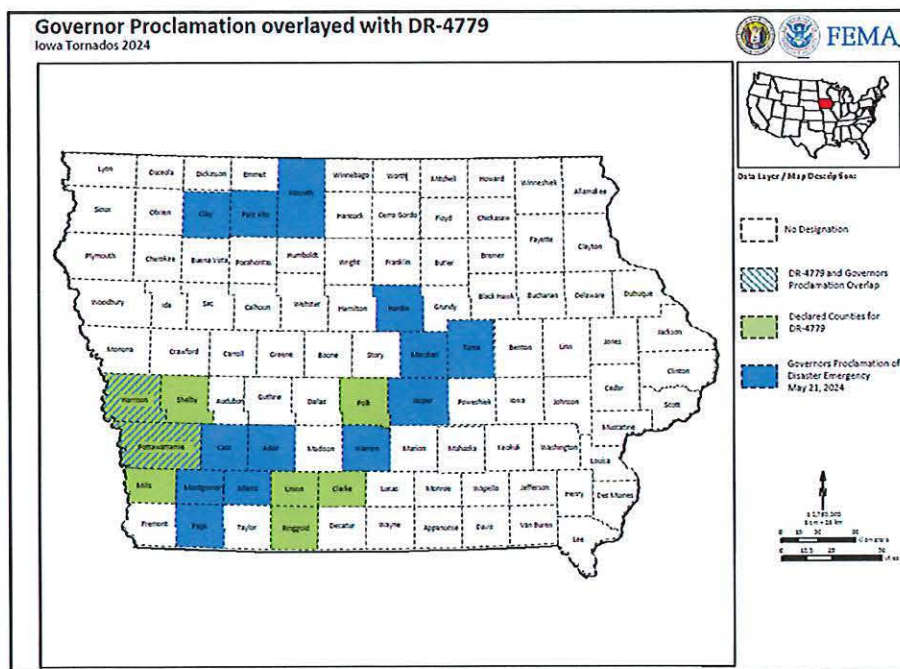 Governor Proclamation overlayed with DR-4779
Iowa Tornados 2024
FEMA
Data Layer / Map Description:
No Designation
DR-4779 and Governors
Proclamation Overlap
Declared Counties for
DR-4779
Governors Proclamation of
Disaster Emergency
May 21, 2024
N
Lyon Osceola Dickinson Emmet Winnebago Worth Mitchell Howard Winneshiek Allamakee
Sioux Obrien Clay Palo Alto Kossuth Hancock Cerro Gordo Floyd Chickasaw
Plymouth Cherokee Buena Vista Pocahontas Humboldt Wright Franklin Butler Bremer Fayette Clayton
Woodbury Ida Sac Calhoun Webster Hamilton Hardin Grundy Black Hawk Buchanan Delaware Dubuque
Monona Crawford Carroll Greene Boone Story Marshall Tama Benton Linn Jones Jackson
Clinton
Harrison Shelby Audubon Guthrie Dallas Polk Jasper Poweshiek Iowa Johnson Cedar Scott
Muscatine
Pottawattamie Cass Adair Madison Warren Marion Mahaska Keokuk Washington Louisa
Mills Montgomery Adams Union Clarke Lucas Monroe Wapello Jefferson Henry Des Moines
Fremont Page Taylor Ringgold Decatur Wayne Appanoose Davis Van Buren Lee